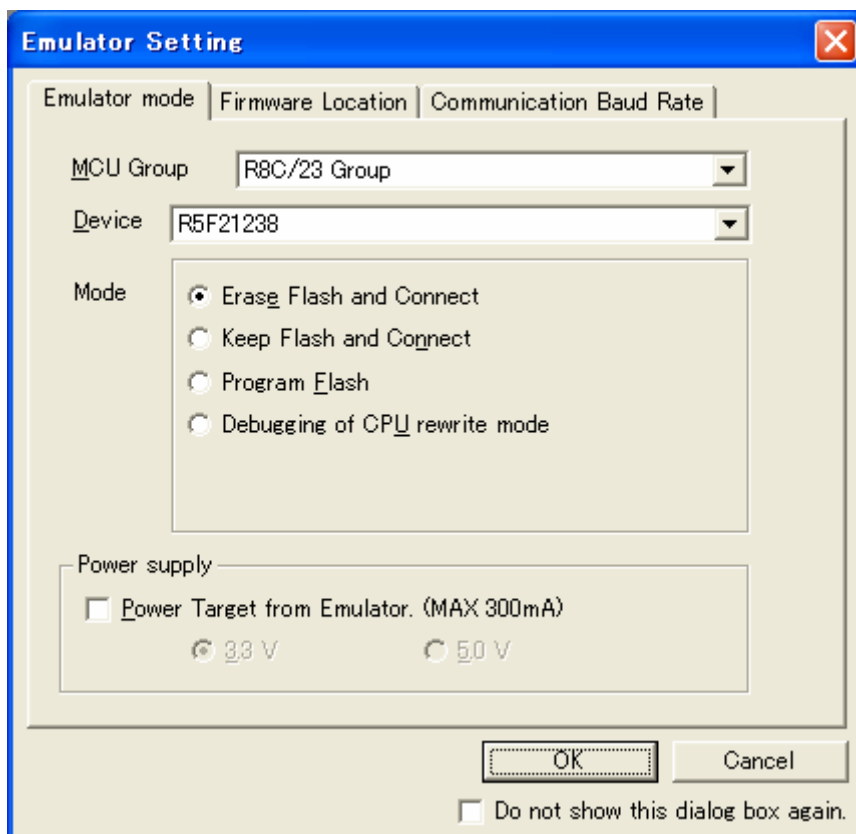 Emulator Setting
Emulator mode
Firmware Location
Communication Baud Rate
MCU Group
R8C/23 Group
Device
R5F21238
Mode
Erase Flash and Connect
Keep Flash and Connect
Program Flash
Debugging of CPU rewrite mode
Power supply
Power Target from Emulator. (MAX 300mA)
3.3 V
5.0 V
OK
Cancel
Do not show this dialog box again.